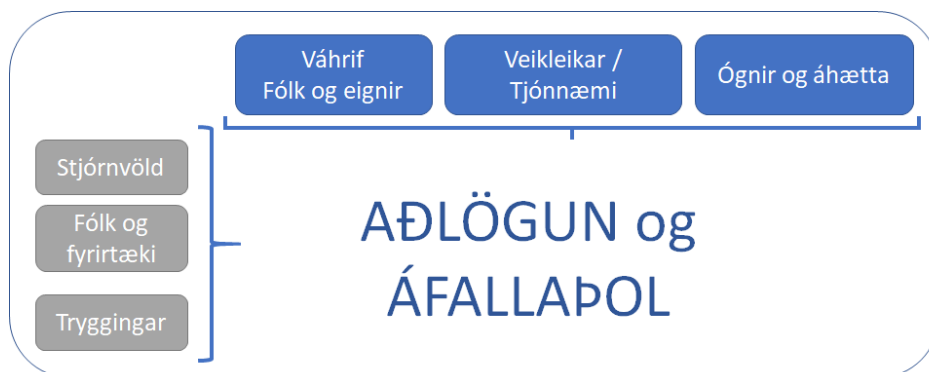 Váhrif
Fólk og eignir
Veikleikar /
Tjónnæmi
Ógnir og áhætta
Stjórnvöld
Fólk og
fyrirtæki
Tryggingar
AÐLÖGUN og
ÁFALLAÞOL